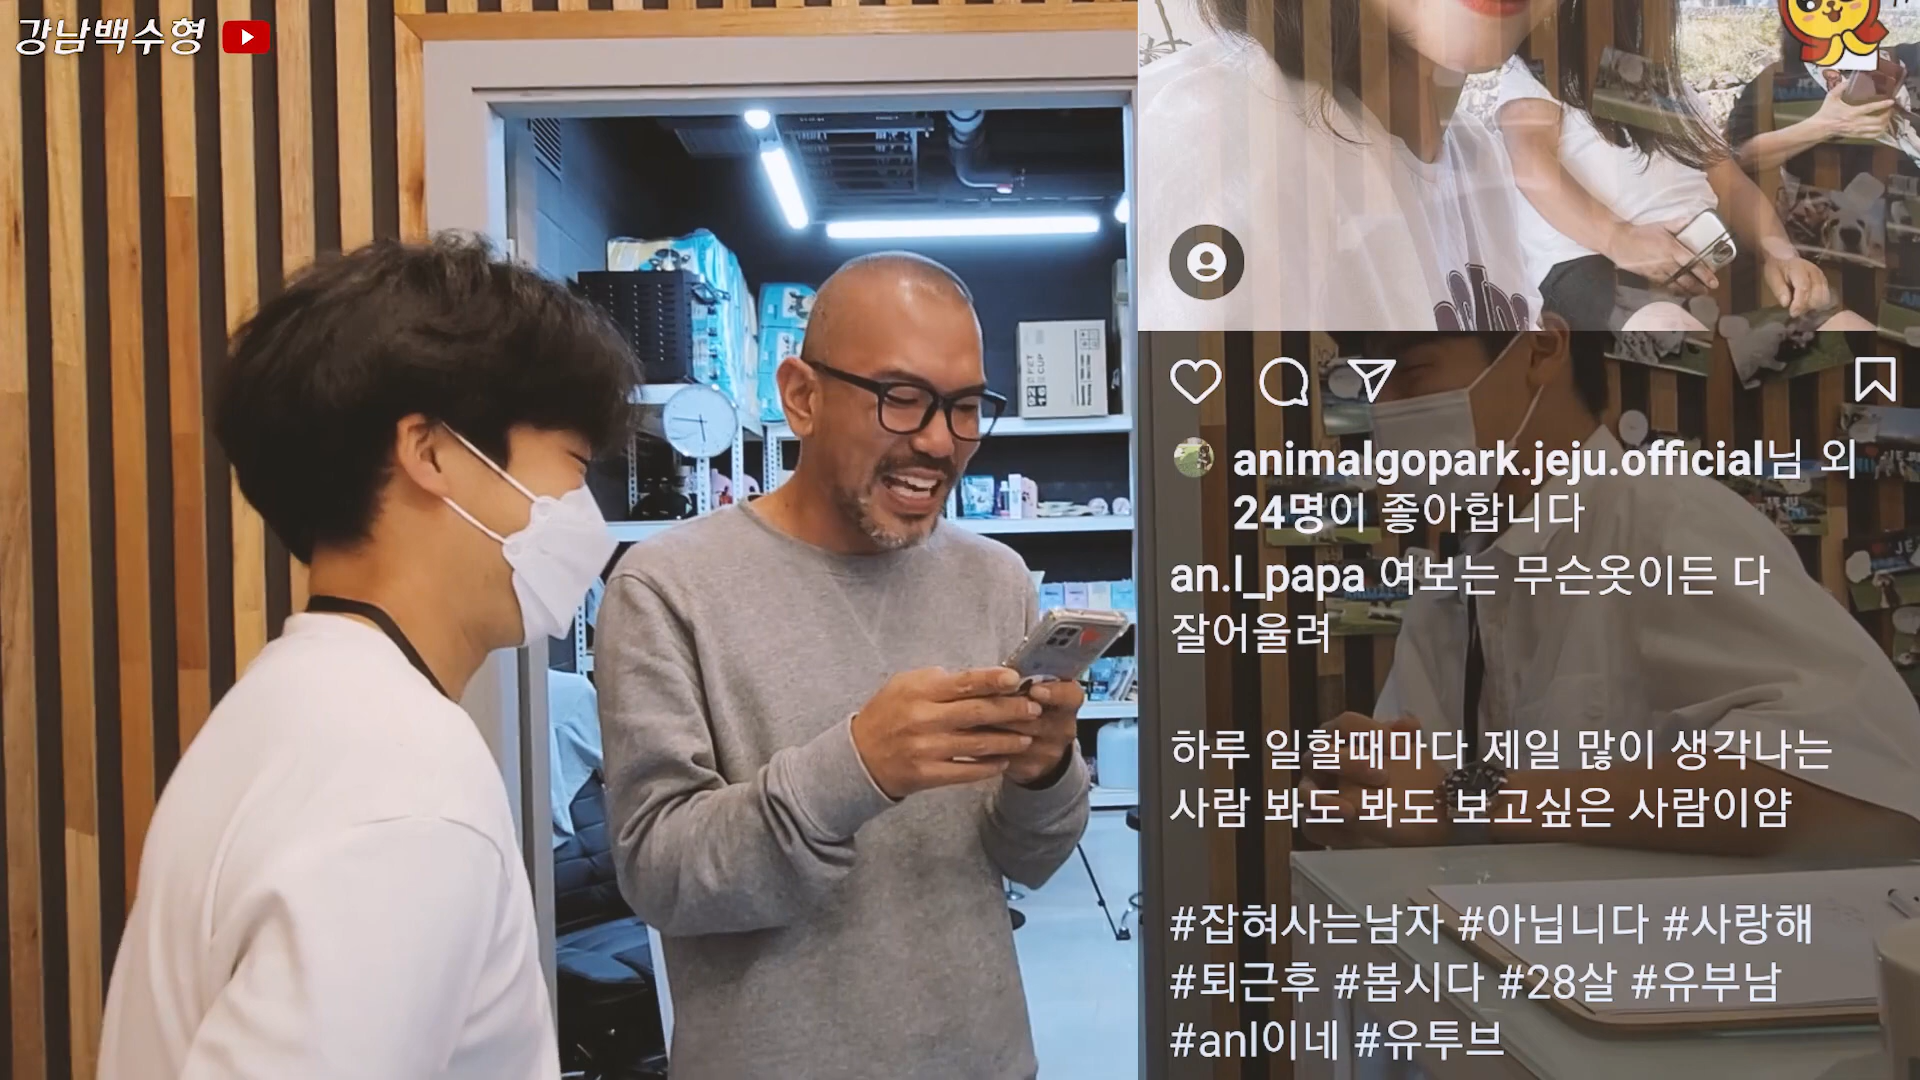 강남백수형
animalgopark.jeju.official님 외
24명이 좋아합니다
an.l_papa 여보는 무슨옷이든 다
잘어울려
하루 일할때마다 제일 많이 생각나는
사람 봐도 봐도 보고싶은 사람이얌
#잡혀사는남자 #아닙니다 #사랑해
#퇴근후 #봅시다 #28살 #유부남
#anl이네 #유투브
PET
CUP